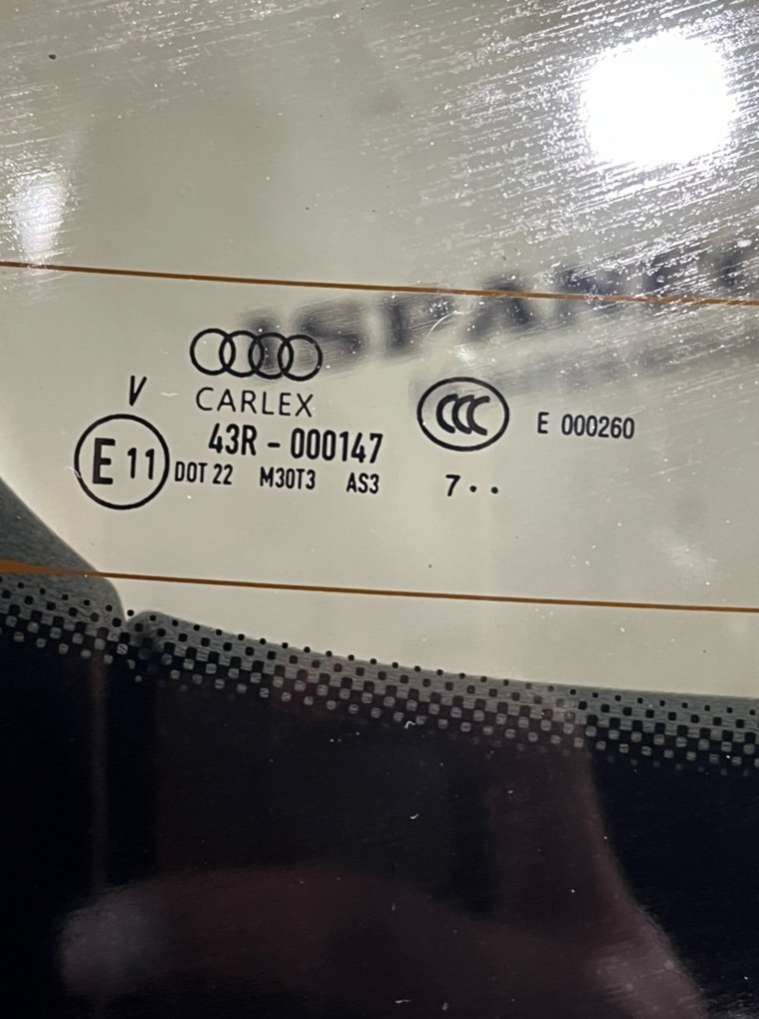 V
CARLEX
E 11
43R - 000147
DOT 22 M30T3 AS3
CCC
E 000260
7 • •